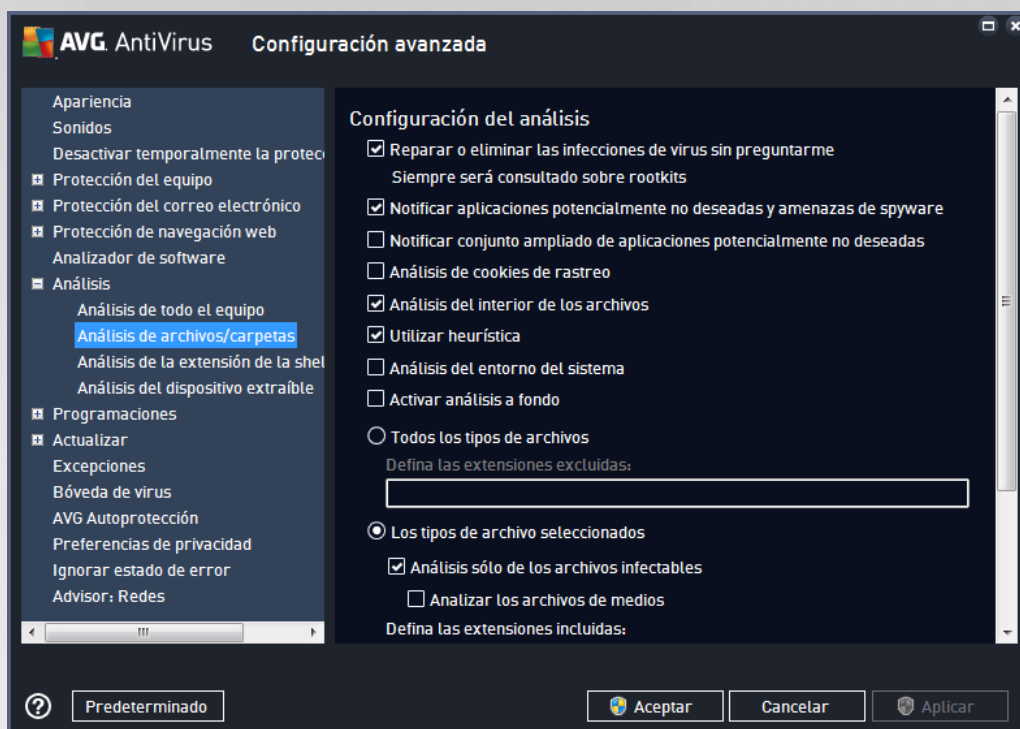 AVG. AntiVirus Configuración avanzada
Apariencia
Sonidos
Desactivar temporalmente la protec
Protección del equipo
Protección del correo electrónico
Protección de navegación web
Analizador de software
Análisis
Análisis de todo el equipo
Análisis de archivos/carpetas
Análisis de la extensión de la shel
Análisis del dispositivo extraíble
Programaciones
Actualizar
Excepciones
Bóveda de virus
AVG Autoprotección
Preferencias de privacidad
Ignorar estado de error
Advisor: Redes
Configuración del análisis
Reparar o eliminar las infecciones de virus sin preguntarme
Siempre será consultado sobre rootkits
Notificar aplicaciones potencialmente no deseadas y amenazas de spyware
Notificar conjunto ampliado de aplicaciones potencialmente no deseadas
Análisis de cookies de rastreo
Análisis del interior de los archivos
Utilizar heurística
Análisis del entorno del sistema
Activar análisis a fondo
Todos los tipos de archivos
Defina las extensiones excluidas:
Los tipos de archivo seleccionados
Análisis sólo de los archivos infectables
Analizar los archivos de medios
Defina las extensiones incluidas:
Predeterminado
Aceptar
Cancelar
Aplicar